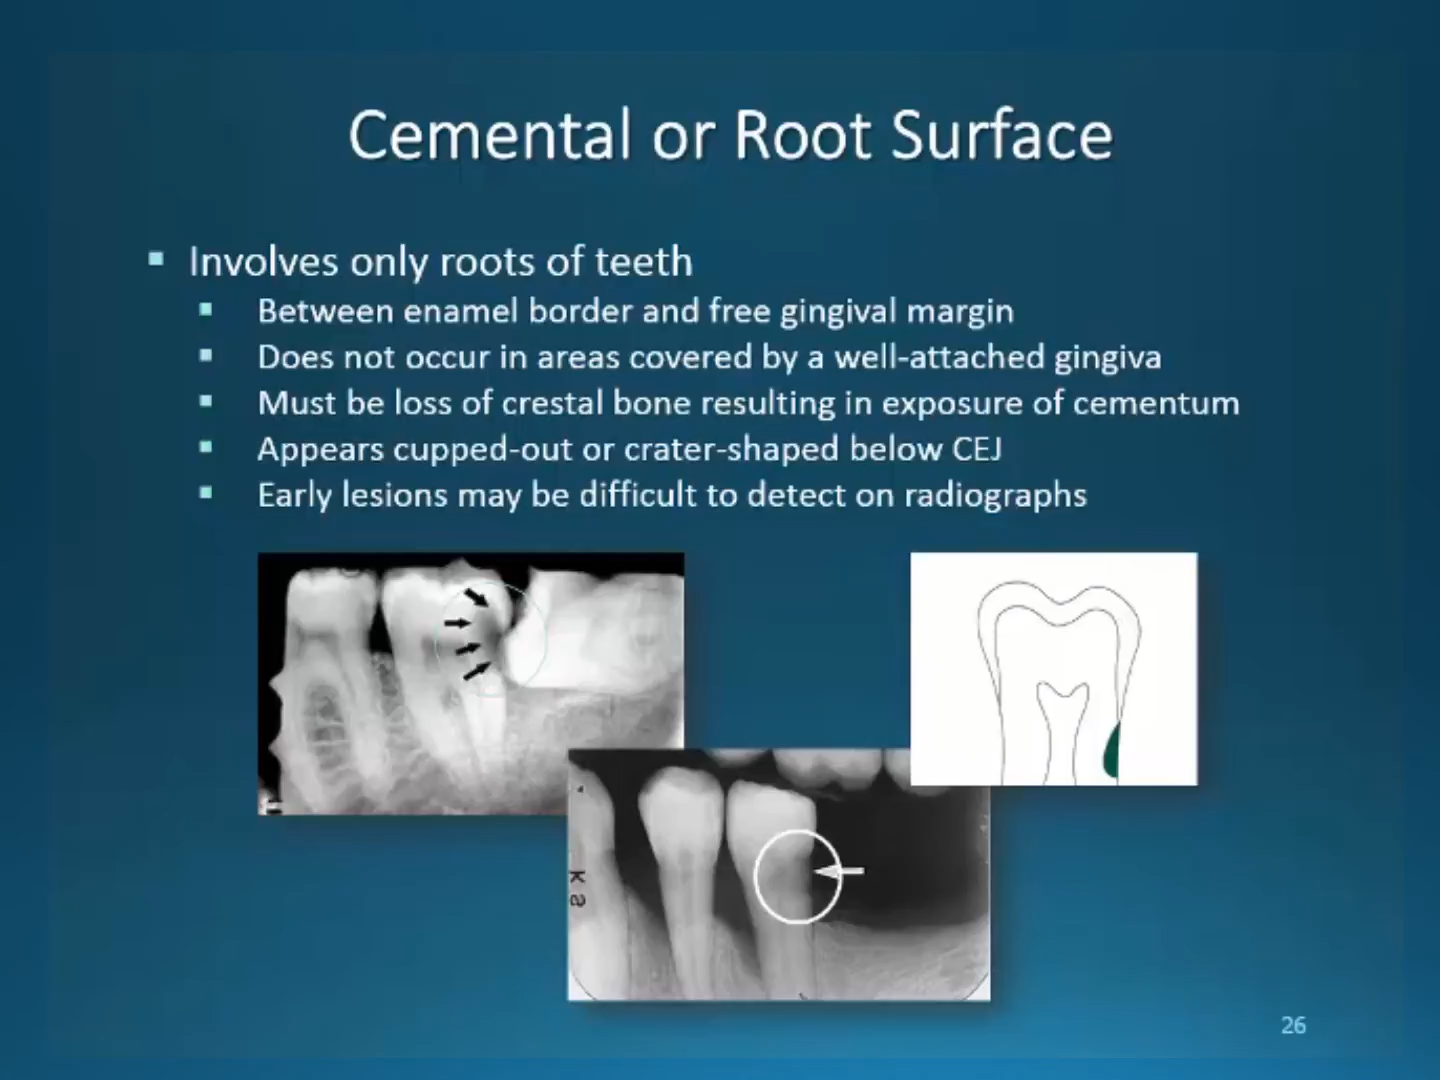 Cemental or Root Surface
Involves only roots of teeth
Between enamel border and free gingival margin
Does not occur in areas covered by a well-attached gingiva
Must be loss of crestal bone resulting in exposure of cementum
Appears cupped-out or crater-shaped below CEJ
Early lesions may be difficult to detect on radiographs
26